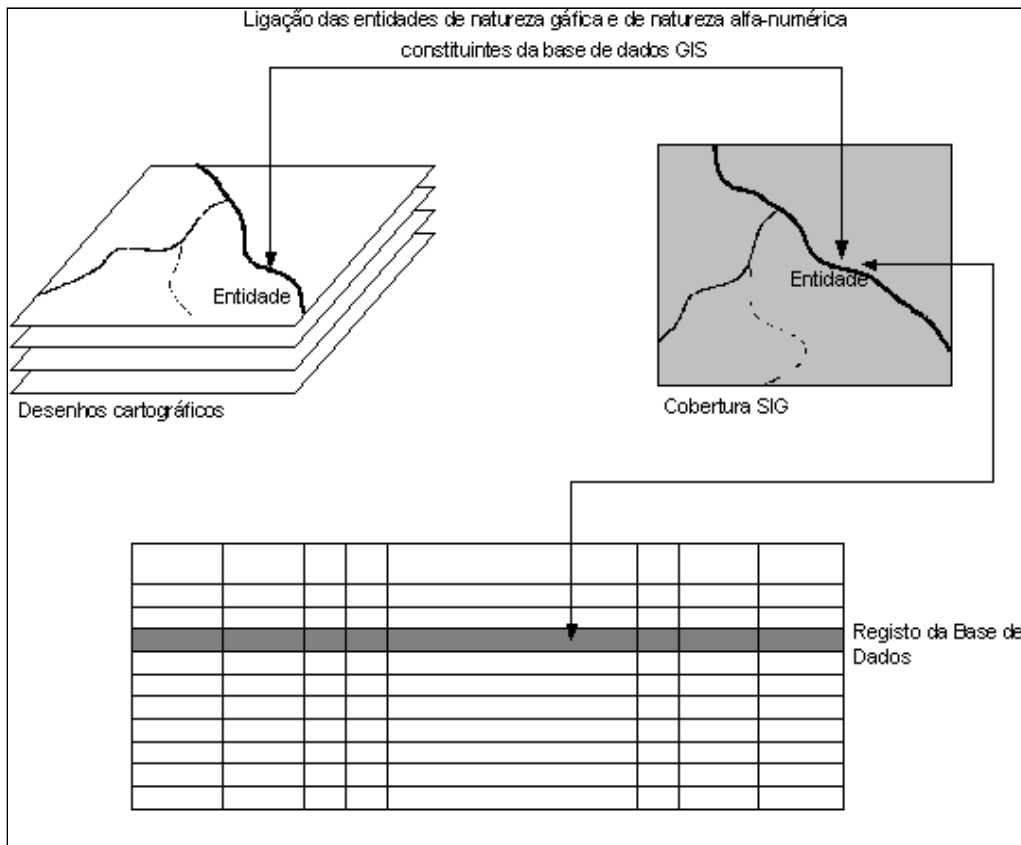 Ligação das entidades de natureza gáfica e de natureza alfa-numérica
constituintes da base de dados GIS
Entidade
Entidade
Desenhos cartográficos
Cobertura SIG
Registo da Base de
Dados